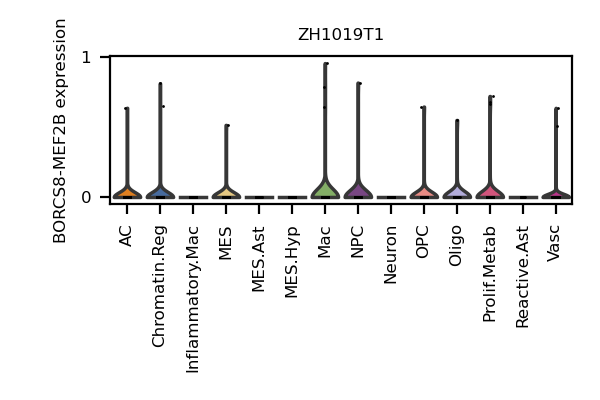 ZH1019T1
BORCS8-MEF2B expression
1
0
AC
Chromatin.Reg
Inflammatory.Mac
MES
MES.Ast
MES.Hyp
Mac
NPC
Neuron
OPC
Oligo
Prolif.Metab
Reactive.Ast
Vasc